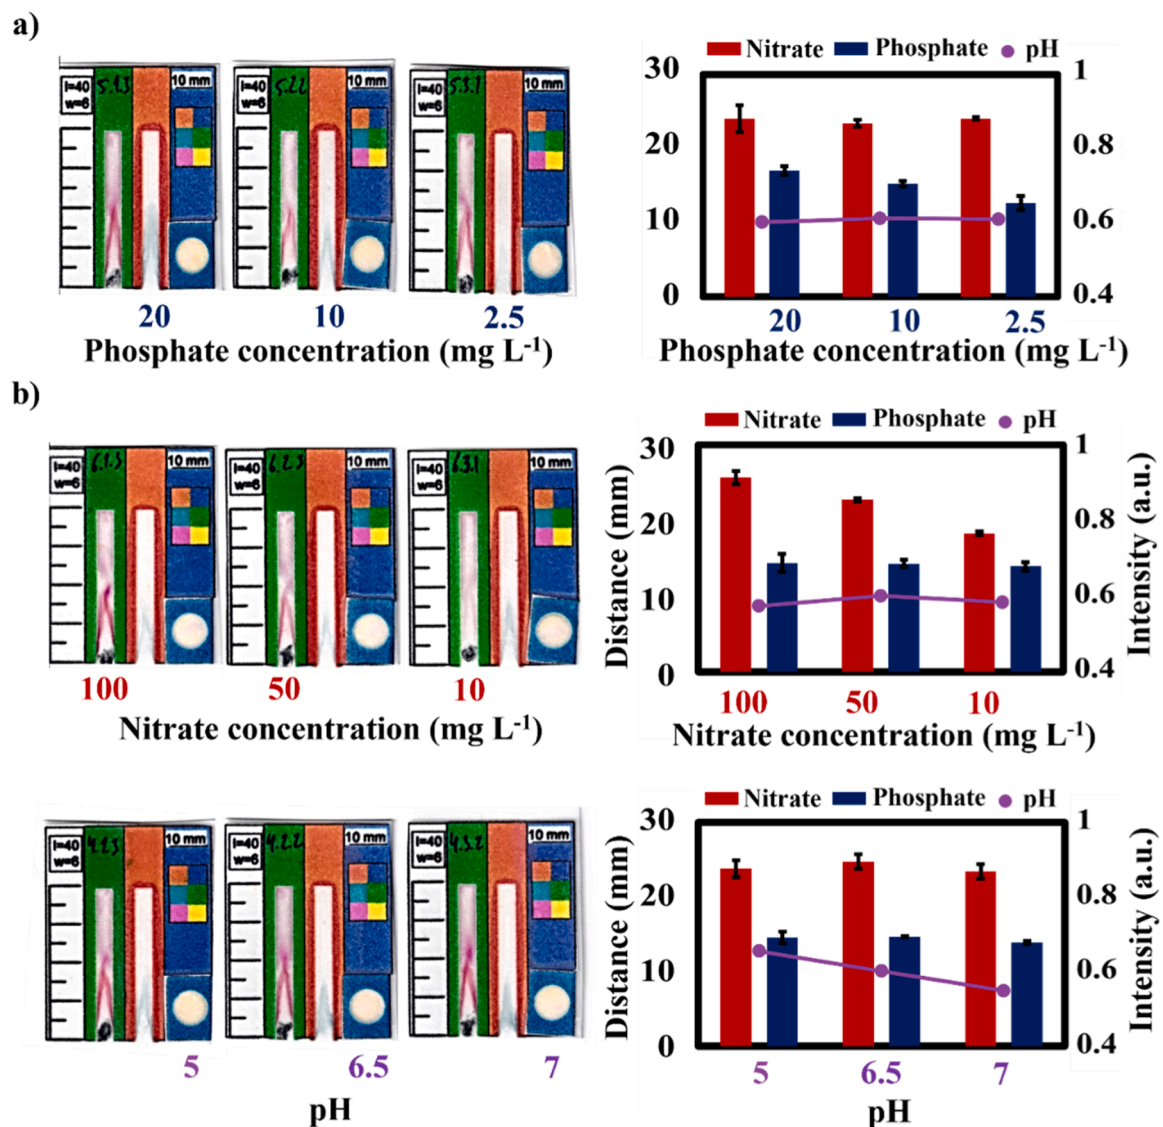 a)
l=40
w=6
5.1.3
10 mm
l=40
w=6
5.2.2
10 mm
l=40
w=6
5.3.1
10 mm
20
10
2.5
Phosphate concentration (mg L-1)
Nitrate
Phosphate
pH
30
20
10
0
1
0.8
0.6
0.4
20
10
2.5
Phosphate concentration (mg L-1)
b)
l=40
w=6
10 mm
l=40
w=6
6.2.3
10 mm
l=40
w=6
6.3.1
10 mm
100
50
10
Nitrate concentration (mg L-1)
Nitrate
Phosphate
pH
Distance (mm)
30
20
10
0
1
0.8
0.6
0.4
Intensity (a.u.)
100
50
10
Nitrate concentration (mg L-1)
l=40
w=6
10 mm
l=40
w=6
4.2.2
10 mm
l=40
w=6
4.3.2
10 mm
5
6.5
7
pH
Nitrate
Phosphate
pH
Distance (mm)
30
20
10
0
1
0.8
0.6
0.4
Intensity (a.u.)
5
6.5
7
pH